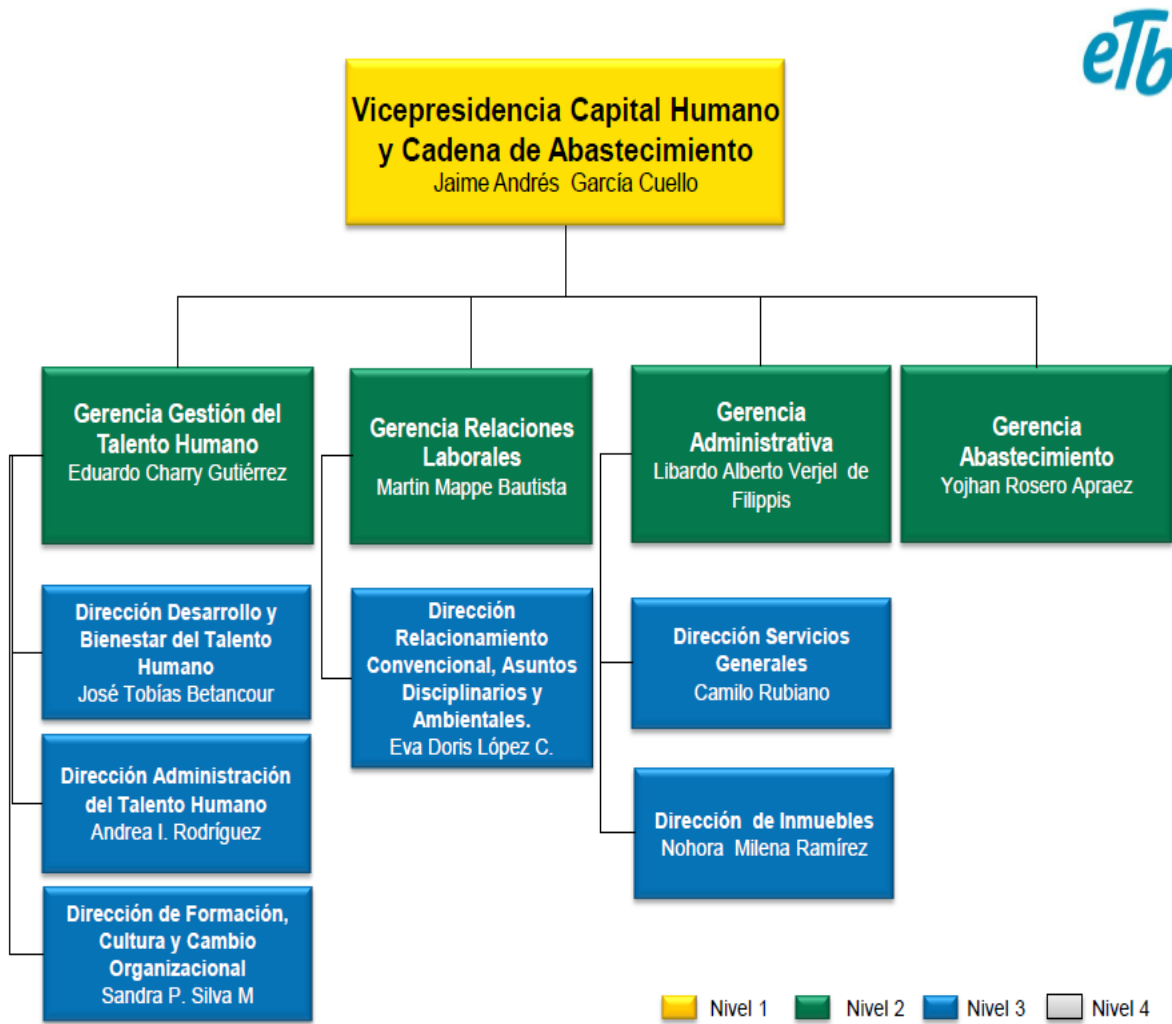 eTb
Vicepresidencia Capital Humano
y Cadena de Abastecimiento
Jaime Andrés García Cuello
Gerencia Gestión del
Talento Humano
Eduardo Charry Gutiérrez
Gerencia Relaciones
Laborales
Martin Mappe Bautista
Gerencia
Administrativa
Libardo Alberto Verjel de
Filippis
Gerencia
Abastecimiento
Yojhan Rosero Apraez
Dirección Desarrollo y
Bienestar del Talento
Humano
José Tobías Betancour
Dirección Administración
del Talento Humano
Andrea I. Rodríguez
Dirección de Formación,
Cultura y Cambio
Organizacional
Sandra P. Silva M
Dirección
Relacionamiento
Convencional, Asuntos
Disciplinarios y
Ambientales.
Eva Doris López C.
Dirección Servicios
Generales
Camilo Rubiano
Dirección de Inmuebles
Nohora Milena Ramírez
Nivel 1 Nivel 2 Nivel 3 Nivel 4